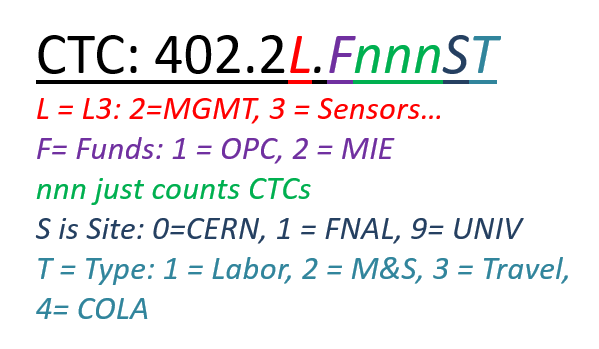 CTC: 402.2L.FnnnST
L = L3: 2=MGMT, 3 = Sensors...
F= Funds: 1 = OPC, 2 = MIE
nnn just counts CTCs
S is Site: 0=CERN, 1 = FNAL, 9= UNIV
T = Type: 1 = Labor, 2 = M&S, 3 = Travel,
4= COLA